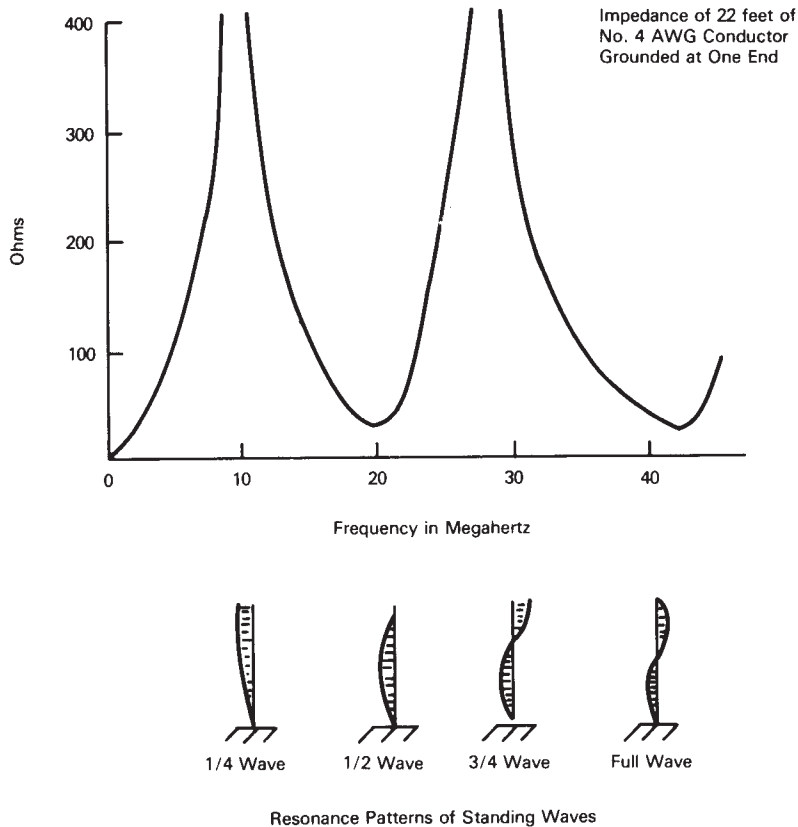 Impedance of 22 feet of
No. 4 AWG Conductor
Grounded at One End
400
300
200
100
Ohms
0 10 20 30 40
Frequency in Megahertz
1/4 Wave 1/2 Wave 3/4 Wave Full Wave
Resonance Patterns of Standing Waves